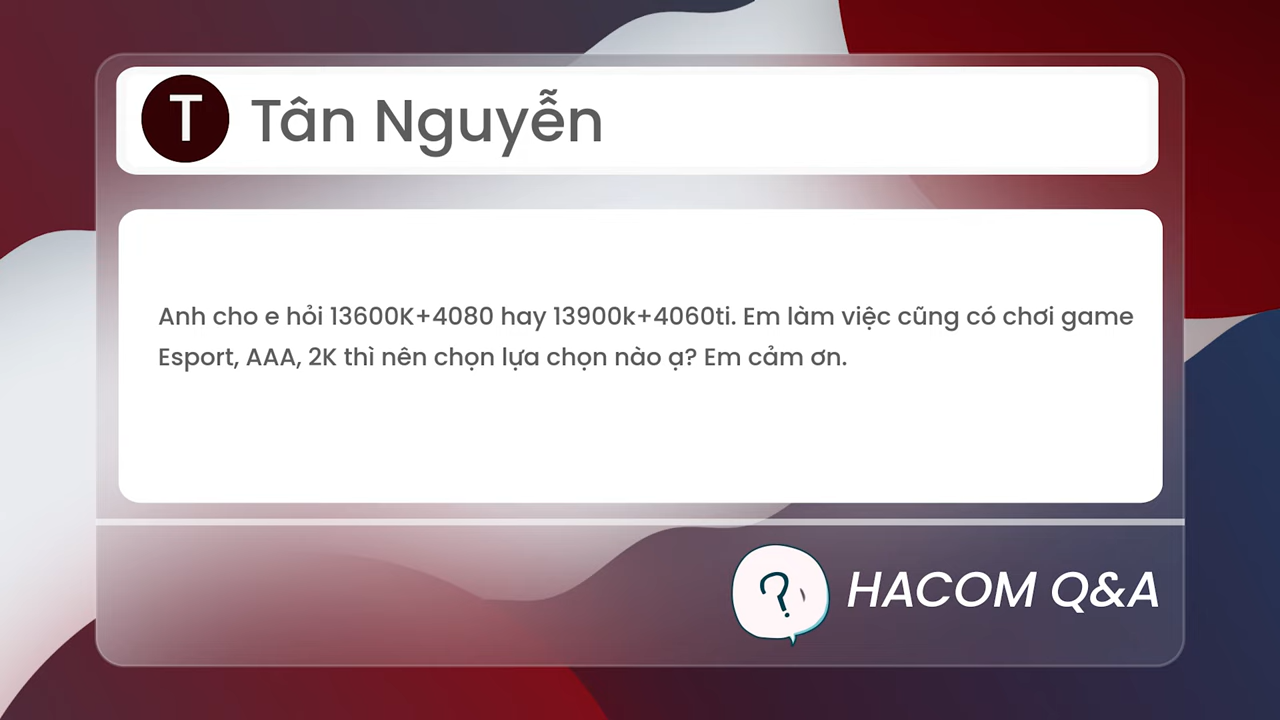 T
Tân Nguyễn
Anh cho e hỏi 13600K+4080 hay 13900k+4060ti. Em làm việc cũng có chơi game
Esport, AAA, 2K thì nên chọn lựa chọn nào ạ? Em cảm ơn.
?
HACOM Q&A